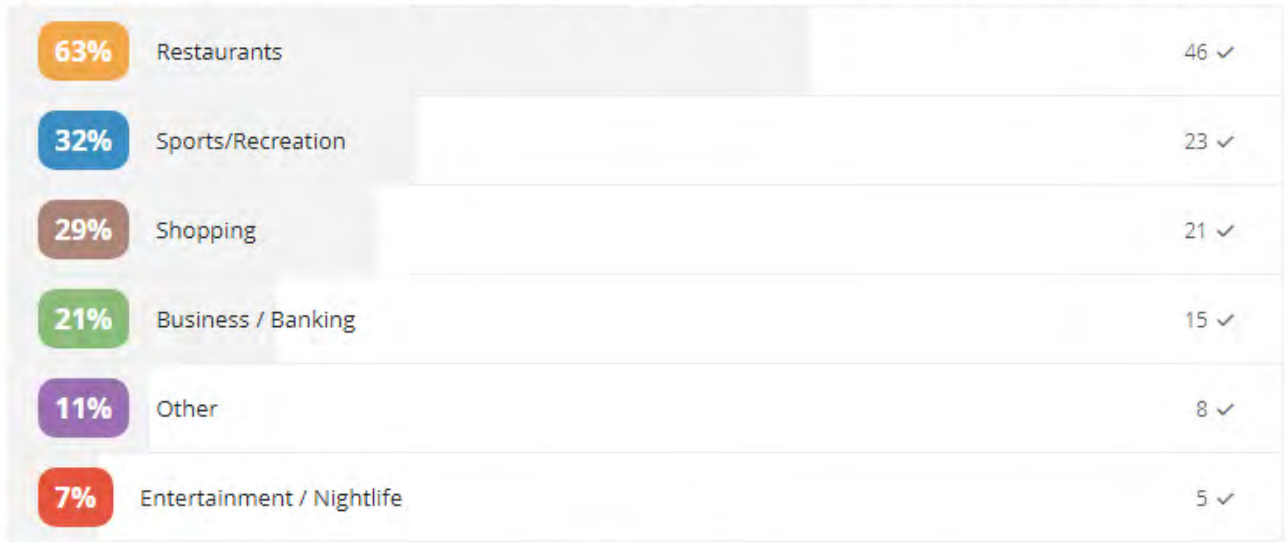 63% Restaurants 46 ✓
32% Sports/Recreation 23 ✓
29% Shopping 21 ✓
21% Business / Banking 15 ✓
11% Other 8 ✓
7% Entertainment / Nightlife 5 ✓